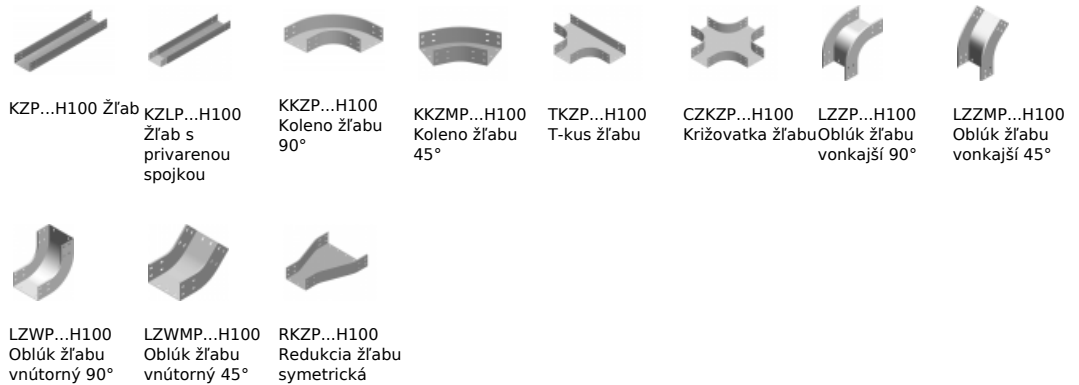 KZP...H100 Žľab
KZLP...H100
Žľab s
privarenou
spojkou
KKZP...H100
Koleno žľabu
90°
KKZMP...H100
Koleno žľabu
45°
TKZP...H100
T-kus žľabu
CZKZP...H100
Križovatka žľabu
LZZP...H100
Oblúk žľabu
vonkajší 90°
LZZMP...H100
Oblúk žľabu
vonkajší 45°
LZWP...H100
Oblúk žľabu
vnútorný 90°
LZWMP...H100
Oblúk žľabu
vnútorný 45°
RKZP...H100
Redukcia žľabu
symetrická